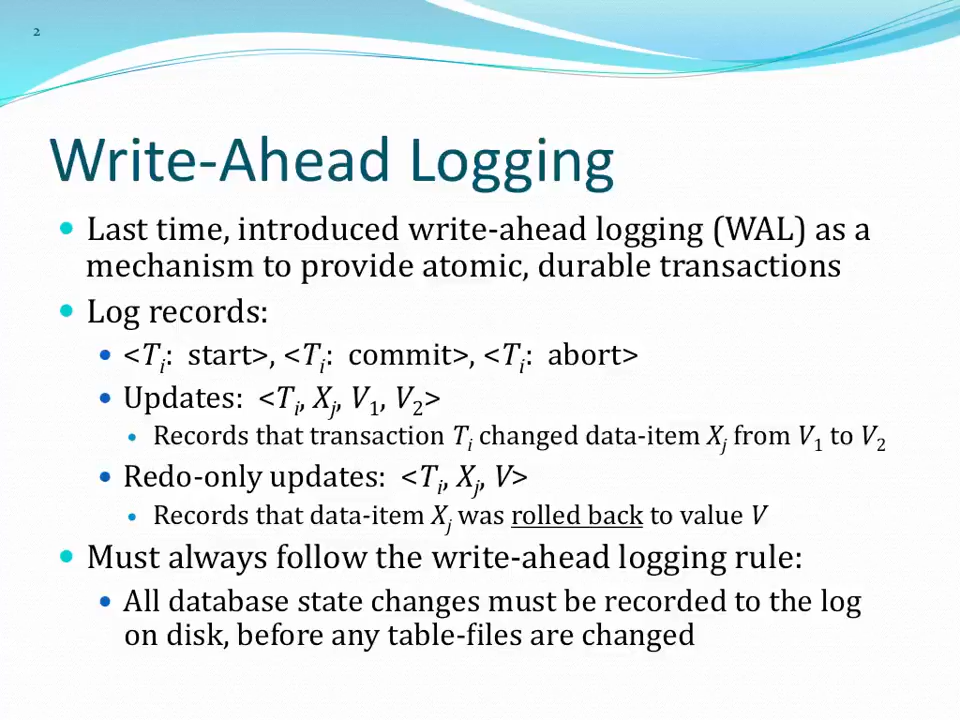 2
Write-Ahead Logging
Last time, introduced write-ahead logging (WAL) as a
mechanism to provide atomic, durable transactions
Log records:
<Ti: start>, <Ti: commit>, <Ti: abort>
Updates: <Ti, Xj, V1, V2>
Records that transaction Ti changed data-item Xj from V1 to V2
Redo-only updates: <Ti, Xj, V>
Records that data-item Xj was rolled back to value V
Must always follow the write-ahead logging rule:
All database state changes must be recorded to the log
on disk, before any table-files are changed